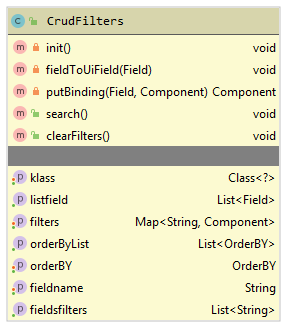 CrudFilters
init() void
fieldToUiField(Field) void
putBinding(Field, Component) Component
search() void
clearFilters() void
klass Class<?>
listfield List<Field>
filters Map<String, Component>
orderByList List<OrderBY>
orderBY OrderBY
fieldname String
fieldsfilters List<String>